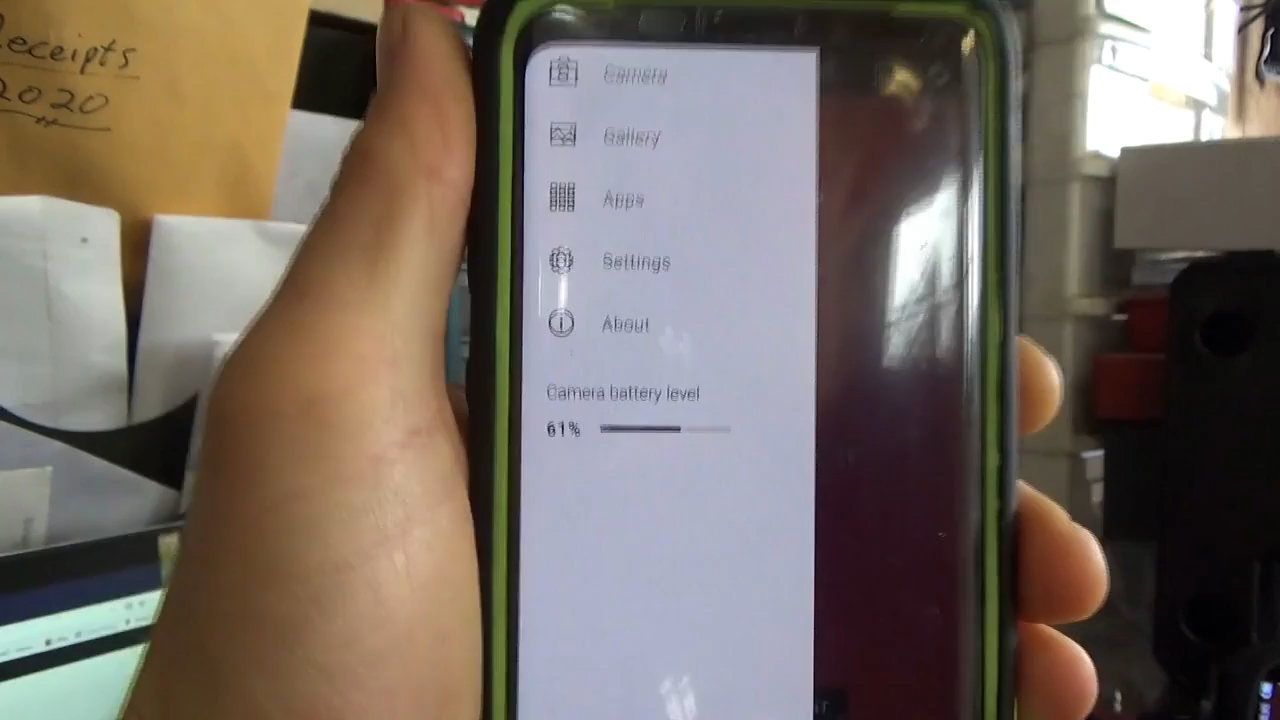 Receipts
2020
Camera
Gallery
Apps
Settings
About
Camera battery level
61%